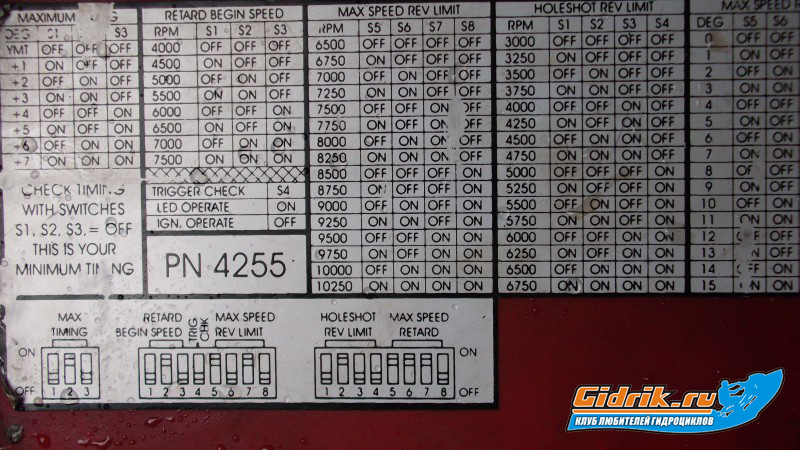 MAXIMUM
DEG S1 S3
YMT OFF OFF OFF
+1 ON OFF OFF
+2 OFF ON OFF
+3 ON ON OFF
+4 OFF OFF ON
+5 ON OFF ON
+6 OFF ON ON
+7 ON ON ON
CHECK TIMING
WITH SWITCHES
S1, S2, S3, = OFF
THIS IS YOUR
MINIMUM
RETARD BEGIN SPEED
RPM S1 S2 S3
4000 OFF OFF OFF
4500 ON OFF OFF
5000 OFF ON OFF
5500 ON ON OFF
6000 OFF OFF ON
6500 ON OFF ON
7000 OFF ON ON
7500 ON ON ON
TRIGGER CHECK S4
LED OPERATE ON
IGN. OPERATE OFF
PN 4255
MAX SPEED REV LIMIT
RPM S5 S6 S7 S8
6500 OFF OFF OFF OFF
6750 ON OFF OFF OFF
7000 OFF ON OFF OFF
7250 ON ON OFF OFF
7500 OFF OFF ON OFF
7750 ON OFF ON OFF
8000 OFF ON ON OFF
8250 ON ON ON OFF
8500 OFF OFF OFF ON
8750 ON OFF OFF ON
9000 OFF ON OFF ON
9250 ON ON OFF ON
9500 OFF OFF ON ON
9750 ON OFF ON ON
10000 OFF ON ON ON
10250 ON ON ON ON
HOLESHOT REV LIMIT
RPM S1 S2 S3 S4
3000 OFF OFF OFF OFF
3250 ON OFF OFF OFF
3500 OFF ON OFF OFF
3750 ON ON OFF OFF
4000 OFF OFF ON OFF
4250 ON OFF ON OFF
4500 OFF ON ON OFF
4750 ON ON ON OFF
5000 OFF OFF OFF ON
5250 ON OFF OFF ON
5500 OFF ON OFF ON
5750 ON ON OFF ON
6000 OFF OFF ON ON
6250 ON OFF ON ON
6500 OFF ON ON ON
6750 ON ON ON ON
MAX SPEED
DEG S5 S6
0 OFF OFF
1 ON OFF
2 OFF ON
3 ON ON
4 OFF OFF
5 ON OFF
6 OFF ON
7 ON ON
8 OFF OFF
9 ON OFF
10 OFF ON
11 ON ON
12 OFF OFF
13 ON OFF
14 OFF ON
15 ON ON
MAX
TIMING
ON
OFF
1 2 3
RETARD
BEGIN SPEED
TRIG
CHK
MAX SPEED
REV LIMIT
1 2 3 4 5 6 7 8
HOLESHOT
REV LIMIT
MAX SPEED
RETARD
1 2 3 4 5 6 7 8
ON
OFF
Gidrik.ru
КЛУБ ЛЮБИТЕЛЕЙ ГИДРОЦИКЛОВ